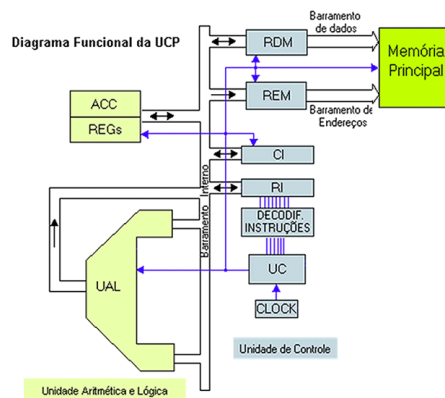 Diagrama Funcional da UCP
Barramento
de dados
RDM
Memória
Principal
REM
Barramento de
Endereços
ACC
REGs
CI
RI
Barramento Interno
DECODIF.
INSTRUÇÕES
UAL
UC
CLOCK
Unidade de Controle
Unidade Aritmética e Lógica